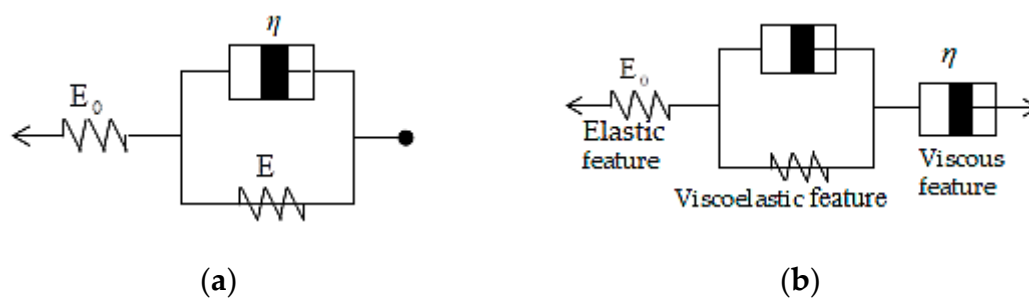 η
E₀
E
(a)
η
E₀
Elastic
feature
Viscoelastic feature
Viscous
feature
(b)